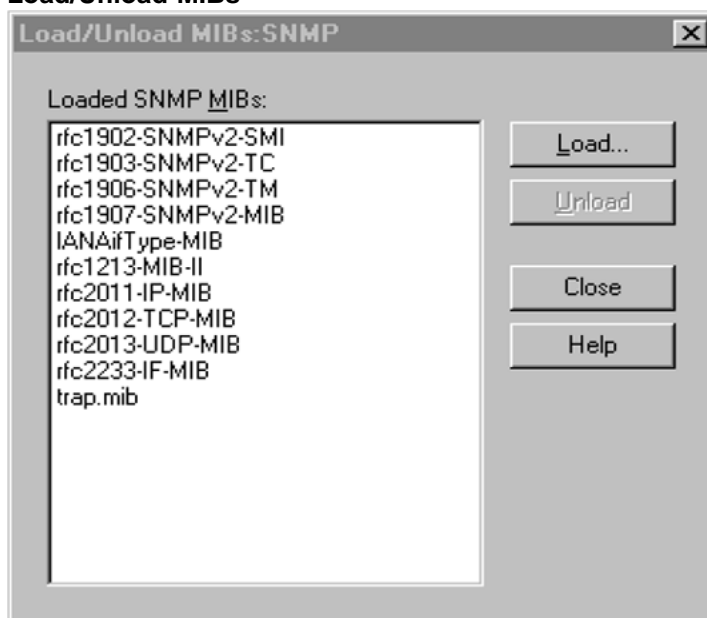 Load/Unload MIBs
Load/Unload MIBs:SNMP
Loaded SNMP MIBs:
rfc1902-SNMPv2-SMI
rfc1903-SNMPv2-TC
rfc1906-SNMPv2-TM
rfc1907-SNMPv2-MIB
IANAifType-MIB
rfc1213-MIB-II
rfc2011-IP-MIB
rfc2012-TCP-MIB
rfc2013-UDP-MIB
rfc2233-IF-MIB
trap.mib
Load...
Unload
Close
Help